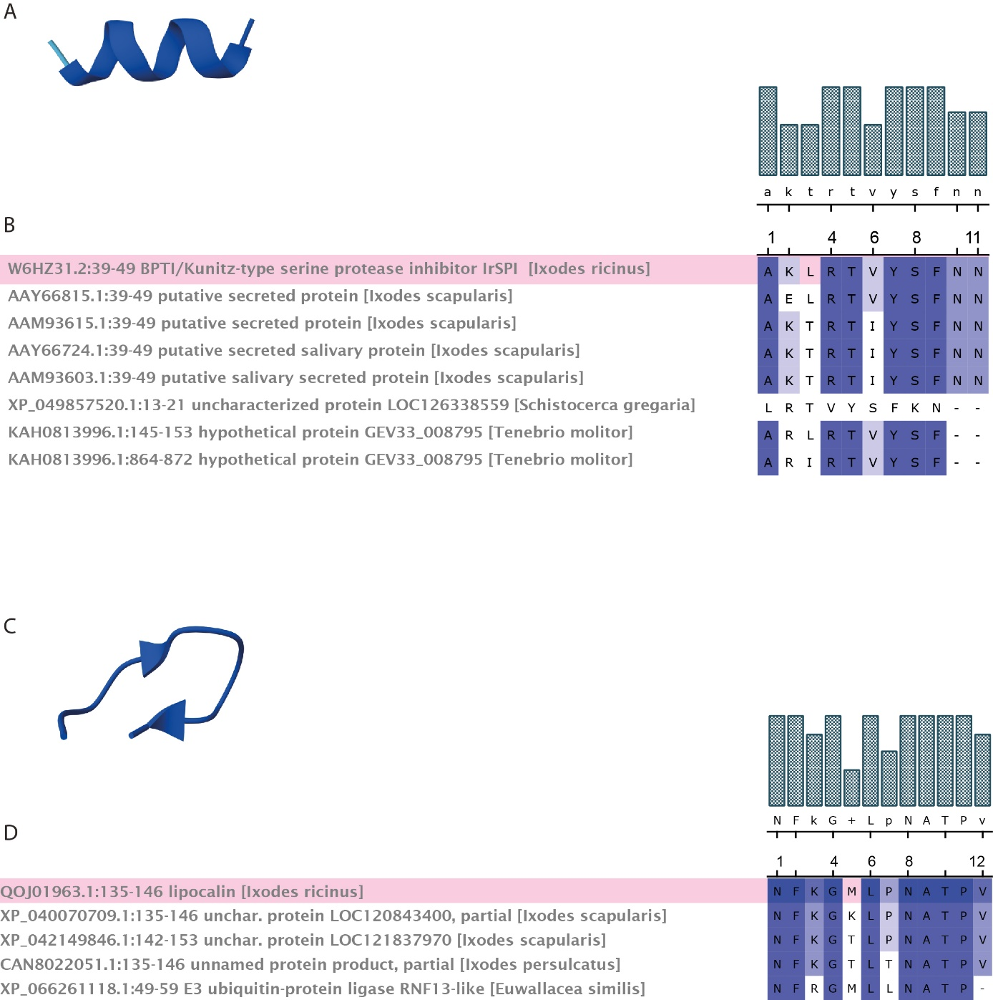 A
a k t r t v y s f n n
B
1 4 6 8 11
W6HZ31.2:39-49 BPTI/Kunitz-type serine protease inhibitor IrSPI [Ixodes ricinus] A K L R T V Y S F N N
AAY66815.1:39-49 putative secreted protein [Ixodes scapularis] A E L R T V Y S F N N
AAM93615.1:39-49 putative secreted protein [Ixodes scapularis] A K T R T I Y S F N N
AAY66724.1:39-49 putative secreted salivary protein [Ixodes scapularis] A K T R T I Y S F N N
AAM93603.1:39-49 putative salivary secreted protein [Ixodes scapularis] A K T R T I Y S F N N
XP_049857520.1:13-21 uncharacterized protein LOC126338559 [Schistocerca gregaria] L R T V Y S F K N - -
KAH0813996.1:145-153 hypothetical protein GEV33_008795 [Tenebrio molitor] A R L R T V Y S F - -
KAH0813996.1:864-872 hypothetical protein GEV33_008795 [Tenebrio molitor] A R I R T V Y S F - -
C
N F k G + L p N A T P v
D
1 4 6 8 12
QOJ01963.1:135-146 lipocalin [Ixodes ricinus] N F K G M L P N A T P V
XP_040070709.1:135-146 unchar. protein LOC120843400, partial [Ixodes scapularis] N F K G K L P N A T P V
XP_042149846.1:142-153 unchar. protein LOC121837970 [Ixodes scapularis] N F K G T L P N A T P V
CAN8022051.1:135-146 unnamed protein product, partial [Ixodes persulcatus] N F K G T L T N A T P V
XP_066261118.1:49-59 E3 ubiquitin-protein ligase RNF13-like [Euwallacea similis] N F R G M L L N A T P -